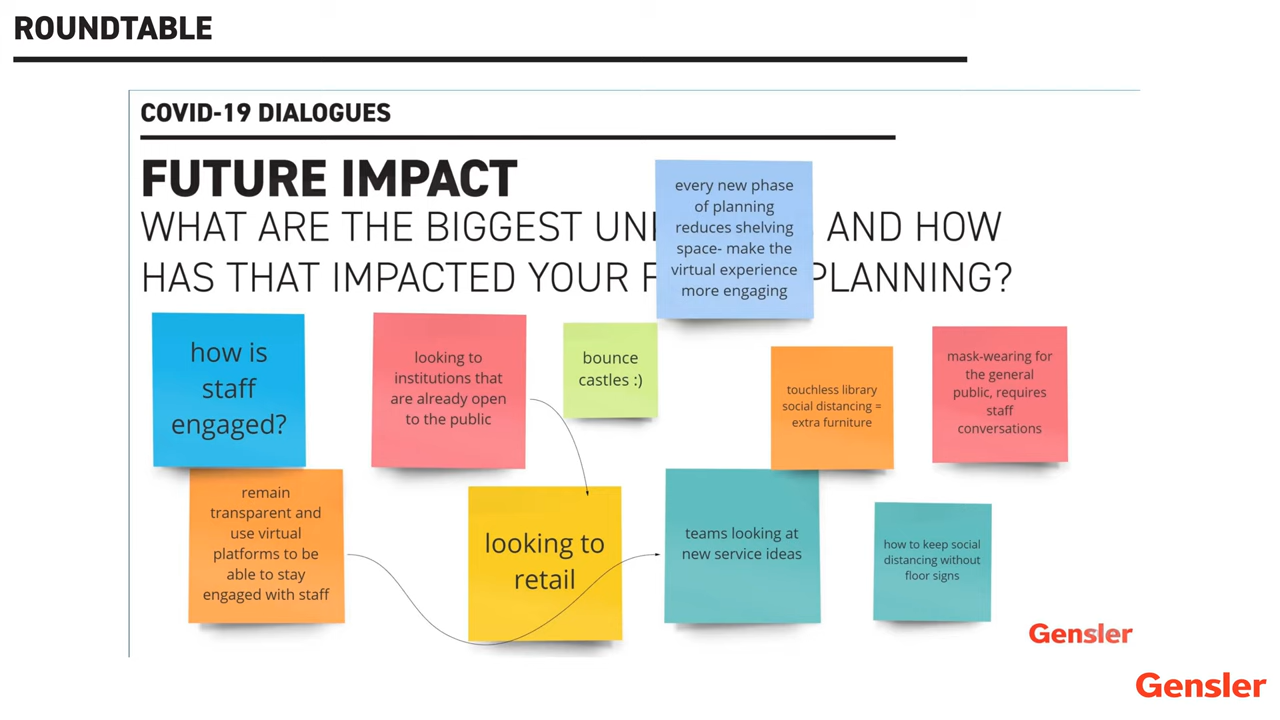 ROUNDTABLE
COVID-19 DIALOGUES
FUTURE IMPACT
WHAT ARE THE BIGGEST AND HOW
HAS THAT IMPACTED YOUR PLANNING?
every new phase
of planning
reduces shelving
space- make the
virtual experience
more engaging
how is
staff
engaged?
looking to
institutions that
are already open
to the public
bounce
castles :)
touchless library
social distancing =
extra furniture
mask-wearing for
the general
public, requires
staff
conversations
remain
transparent and
use virtual
platforms to be
able to stay
engaged with staff
looking to
retail
teams looking at
new service ideas
how to keep social
distancing without
floor signs
Gensler
Gensler